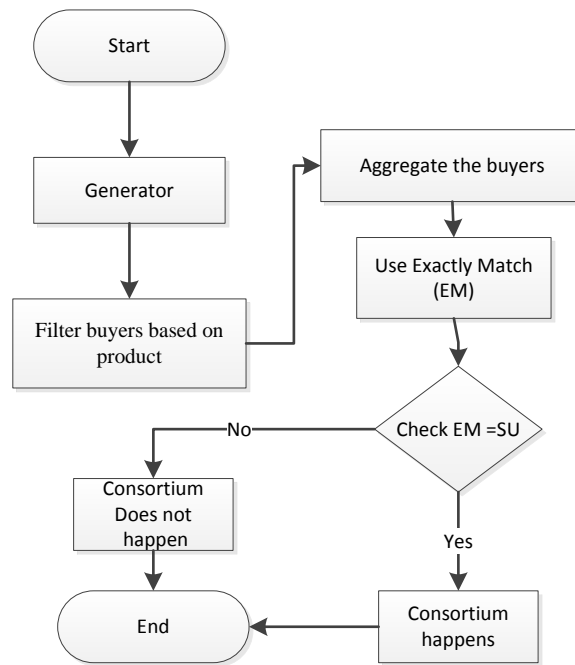 Start
Generator
Filter buyers based on
product
Aggregate the buyers
Use Exactly Match
(EM)
Check EM =SU
No
Consortium
Does not
happen
Yes
Consortium
happens
End